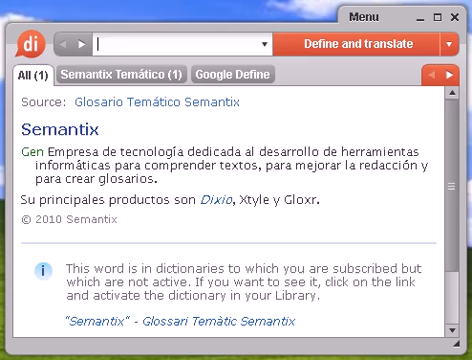 Menu
di
Define and translate
All (1)
Semantix Temático (1)
Google Define
Source: Glosario Temático Semantix
Semantix
Gen Empresa de tecnología dedicada al desarrollo de herramientas
informáticas para comprender textos, para mejorar la redacción y
para crear glosarios.
Su principales productos son Dixio, Xtyle y Gloxr.
© 2010 Semantix
i
This word is in dictionaries to which you are subscribed but
which are not active. If you want to see it, click on the link
and activate the dictionary in your Library.
"Semantix" - Glossari Temàtic Semantix